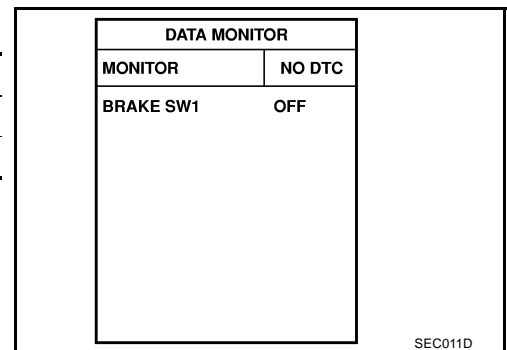 DATA MONITOR
MONITOR NO DTC
BRAKE SW1 OFF
SEC011D